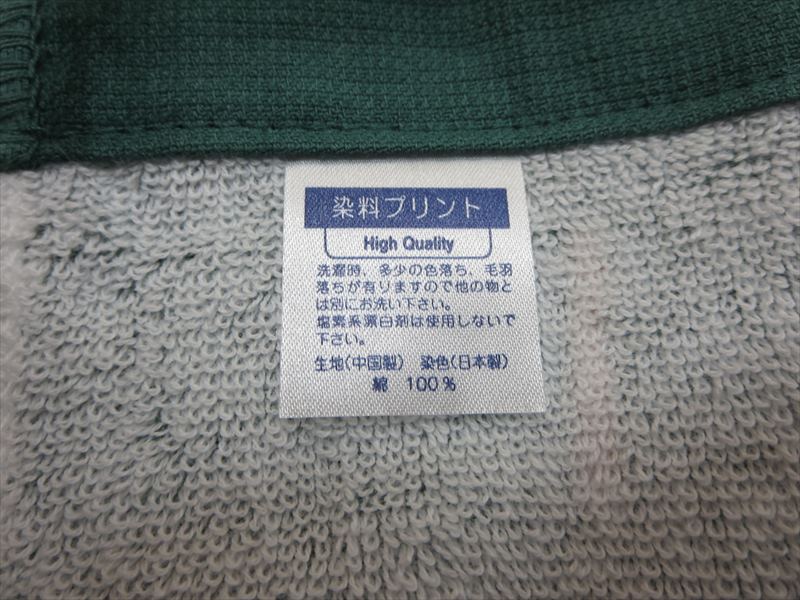 染料プリント
High Quality
洗濯時、多少の色落ち、毛羽
落ちが有りますので他の物と
は別にお洗い下さい。
塩素系漂白剤は使用しないで
下さい。
生地(中国製) 染色(日本製)
綿 100%